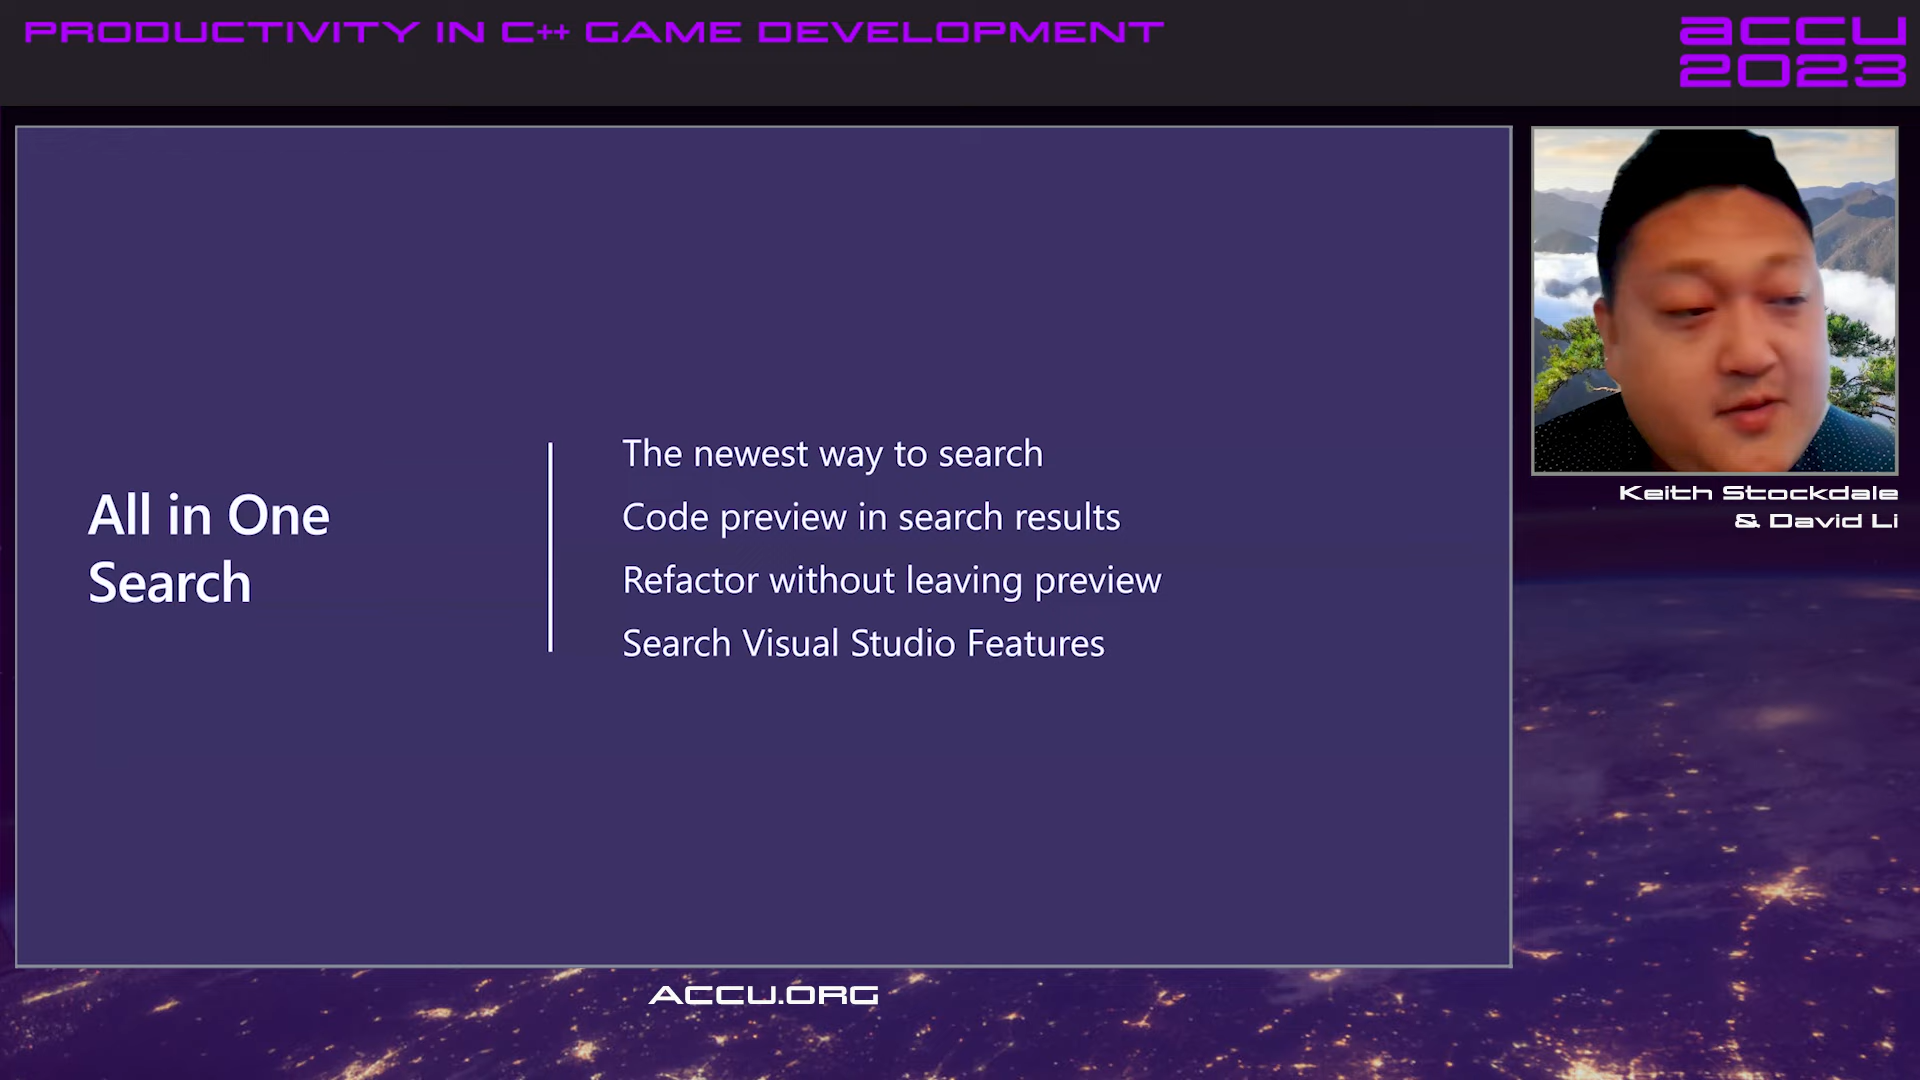 PRODUCTIVITY IN C++ GAME DEVELOPMENT
accu
2023
All in One
Search
The newest way to search
Code preview in search results
Refactor without leaving preview
Search Visual Studio Features
Keith Stockdale
& David Li
ACCU.ORG